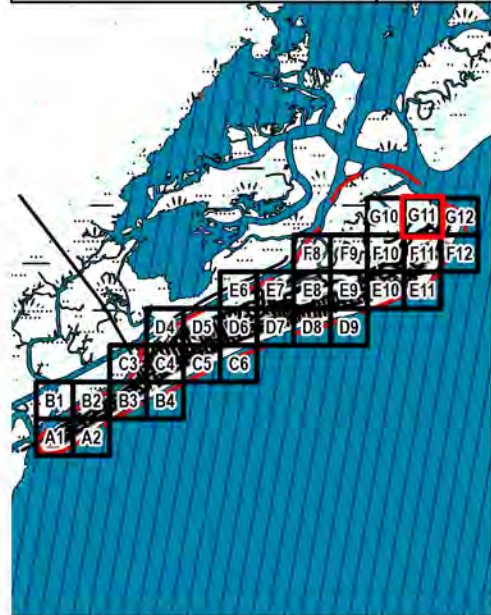 G10 G11 G12
F8 F9 F10 F11 F12
E6 E7 E8 E9 E10 E11
D4 D5 D6 D7 D8 D9
C3 C4 C5 C6
B1 B2 B3 B4
A1 A2